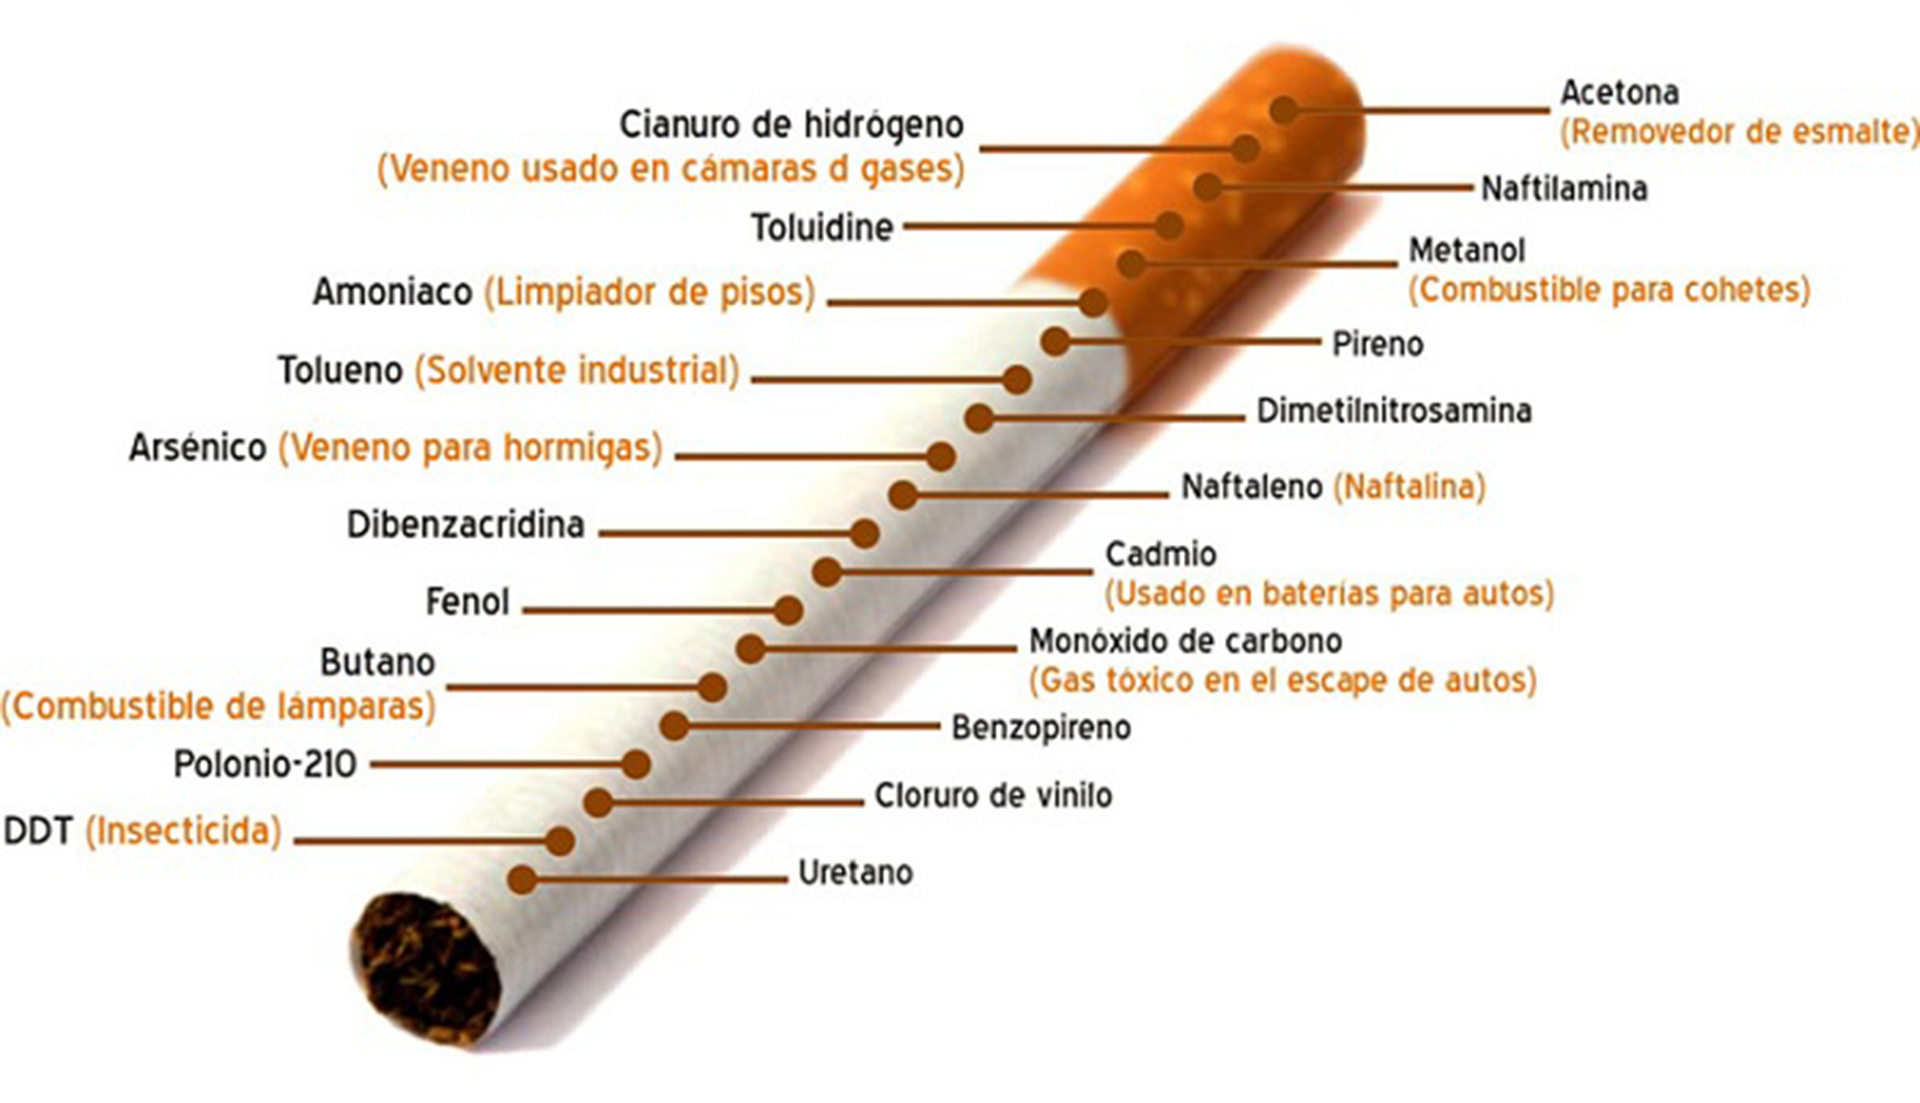 Acetona
(Removedor de esmalte)
Cianuro de hidrógeno
(Veneno usado en cámaras d gases)
Naftilamina
Toluidine
Metanol
(Combustible para cohetes)
Amoniaco (Limpiador de pisos)
Pireno
Tolueno (Solvente industrial)
Dimetilnitrosamina
Arsénico (Veneno para hormigas)
Naftaleno (Naftalina)
Dibenzacridina
Cadmio
(Usado en baterías para autos)
Fenol
Monóxido de carbono
(Gas tóxico en el escape de autos)
Butano
(Combustible de lámparas)
Benzopireno
Polonio-210
Cloruro de vinilo
DDT (Insecticida)
Uretano